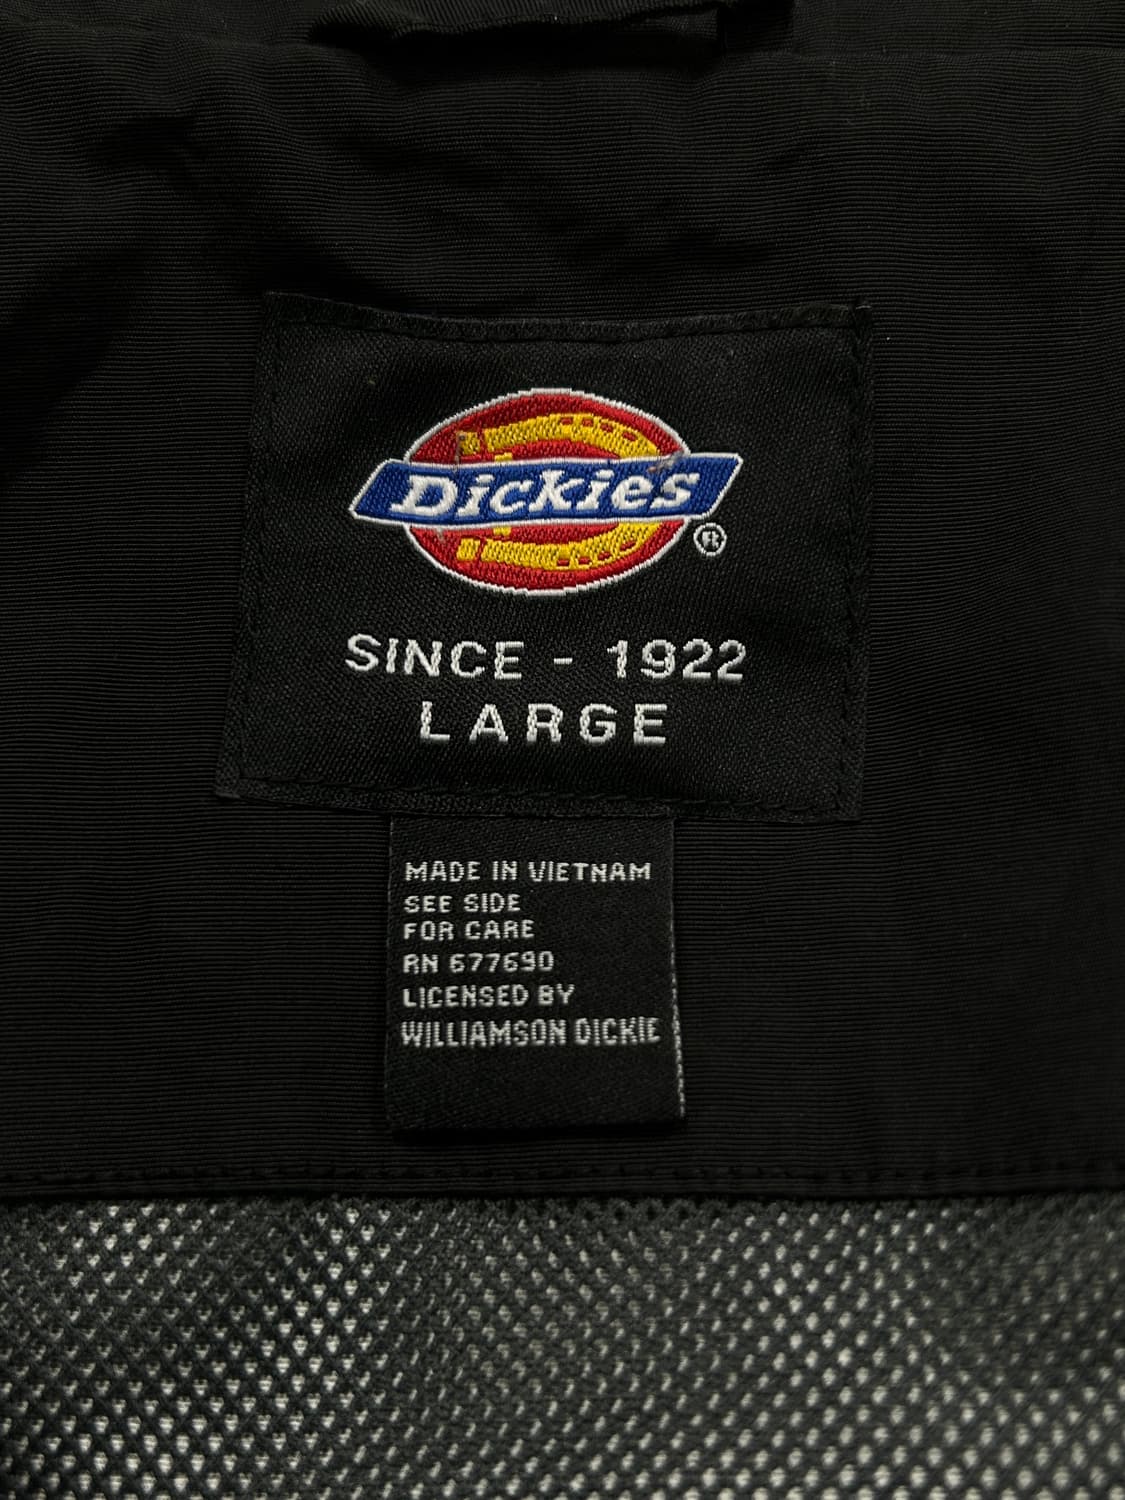 Dickies
®
SINCE - 1922
LARGE
MADE IN VIETNAM
SEE SIDE
FOR CARE
RN 677690
LICENSED BY
WILLIAMSON DICKIE